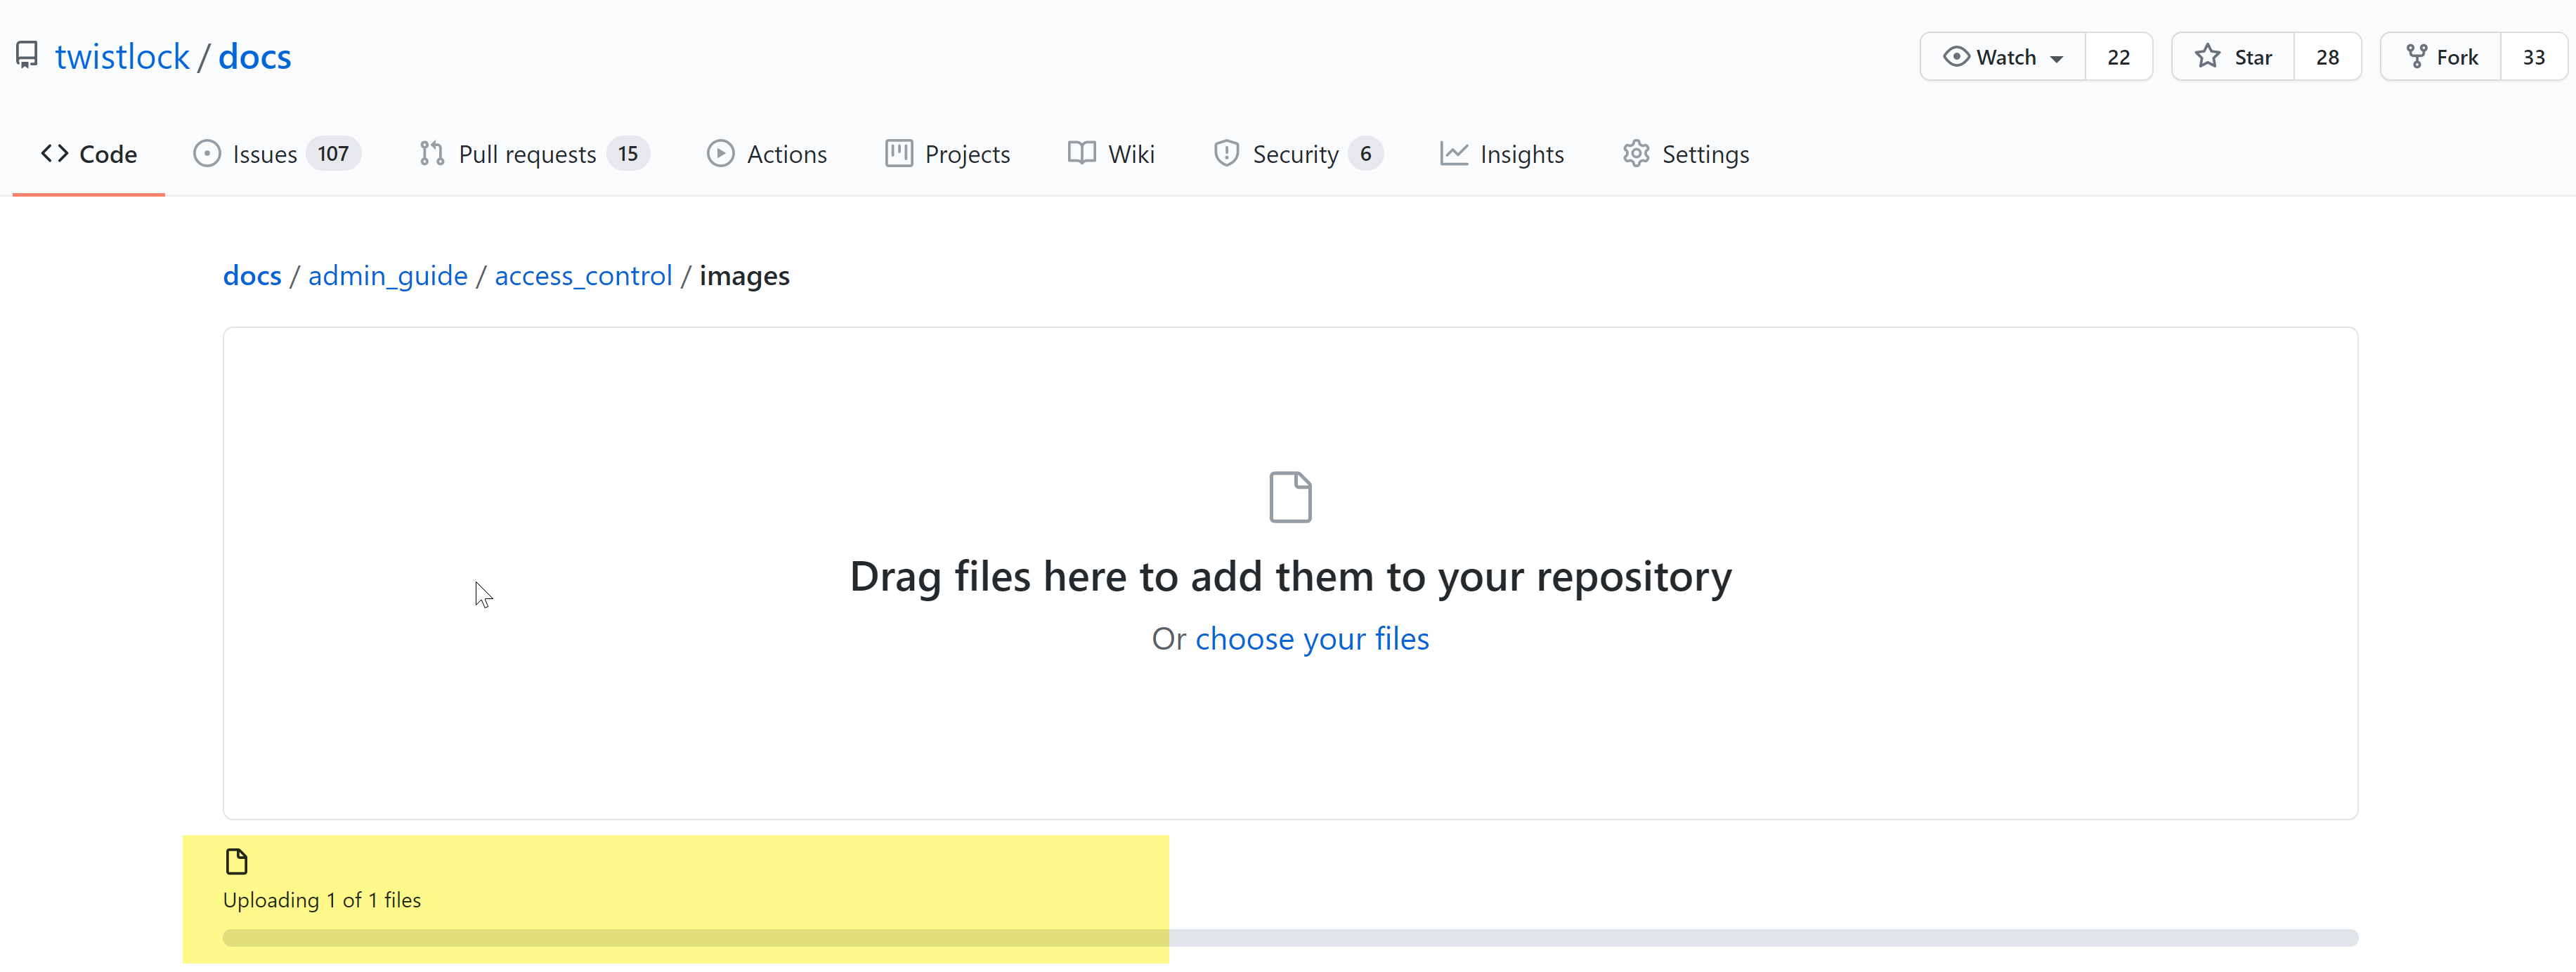 twistlock / docs
Watch 22 Star 28 Fork 33
Code Issues 107 Pull requests 15 Actions Projects Wiki Security 6 Insights Settings
docs / admin_guide / access_control / images
Drag files here to add them to your repository
Or choose your files
Uploading 1 of 1 files